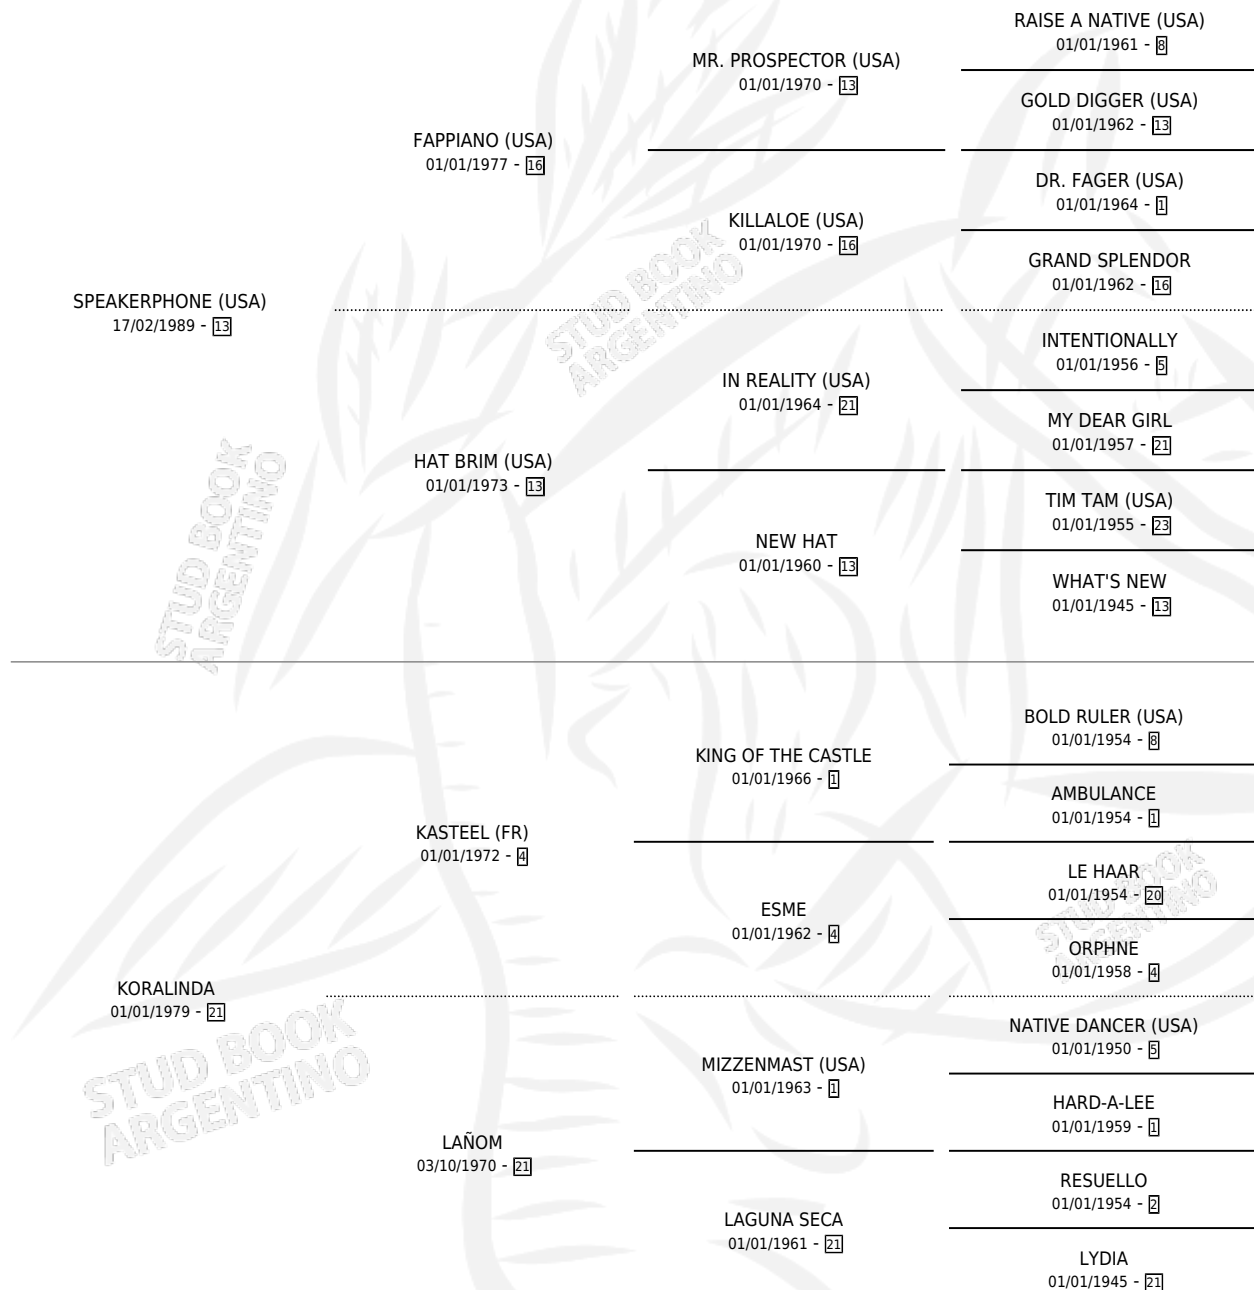 RAISE A NATIVE (USA)
01/01/1961 - 8
MR. PROSPECTOR (USA)
01/01/1970 - 13
GOLD DIGGER (USA)
01/01/1962 - 13
FAPPIANO (USA)
01/01/1977 - 16
DR. FAGER (USA)
01/01/1964 - 1
KILLALOE (USA)
01/01/1970 - 16
GRAND SPLENDOR
01/01/1962 - 16
SPEAKERPHONE (USA)
17/02/1989 - 13
STUD BOOK
ARGENTINO
INTENTIONALLY
01/01/1956 - 5
IN REALITY (USA)
01/01/1964 - 21
MY DEAR GIRL
01/01/1957 - 21
HAT BRIM (USA)
01/01/1973 - 13
TIM TAM (USA)
01/01/1955 - 23
NEW HAT
01/01/1960 - 13
WHAT'S NEW
01/01/1945 - 13
STUD BOOK
ARGENTINO
BOLD RULER (USA)
01/01/1954 - 8
KING OF THE CASTLE
01/01/1966 - 1
AMBULANCE
01/01/1954 - 1
KASTEEL (FR)
01/01/1972 - 4
LE HAAR
01/01/1954 - 20
ESME
01/01/1962 - 4
ORPHNE
01/01/1958 - 4
STUD BOOK
ARGENTINO
KORALINDA
01/01/1979 - 21
STUD BOOK
ARGENTINO
NATIVE DANCER (USA)
01/01/1950 - 5
MIZZENMAST (USA)
01/01/1963 - 1
HARD-A-LEE
01/01/1959 - 1
LAÑOM
03/10/1970 - 21
RESUELLO
01/01/1954 - 2
LAGUNA SECA
01/01/1961 - 21
LYDIA
01/01/1945 - 21